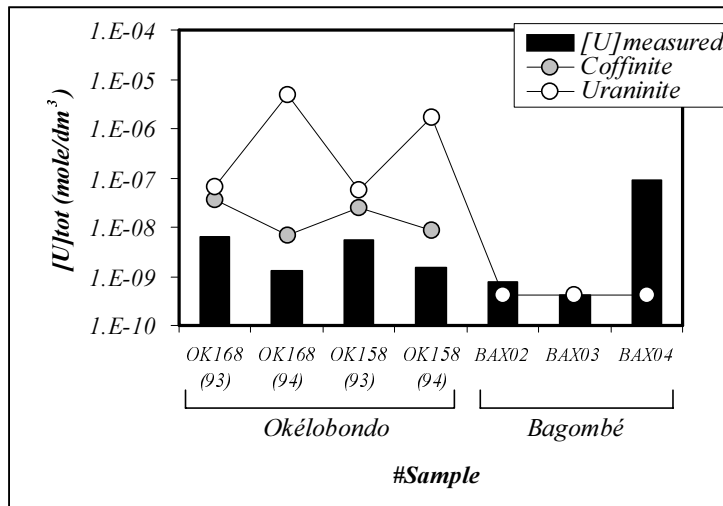 1.E-04
1.E-05
1.E-06
1.E-07
1.E-08
1.E-09
1.E-10
[U]tot (mole/dm³)
[U]measured
Coffinite
Uraninite
OK168 OK168 OK158 OK158 BAX02 BAX03 BAX04
(93) (94) (93) (94)
Okélobondo Bagombé
#Sample